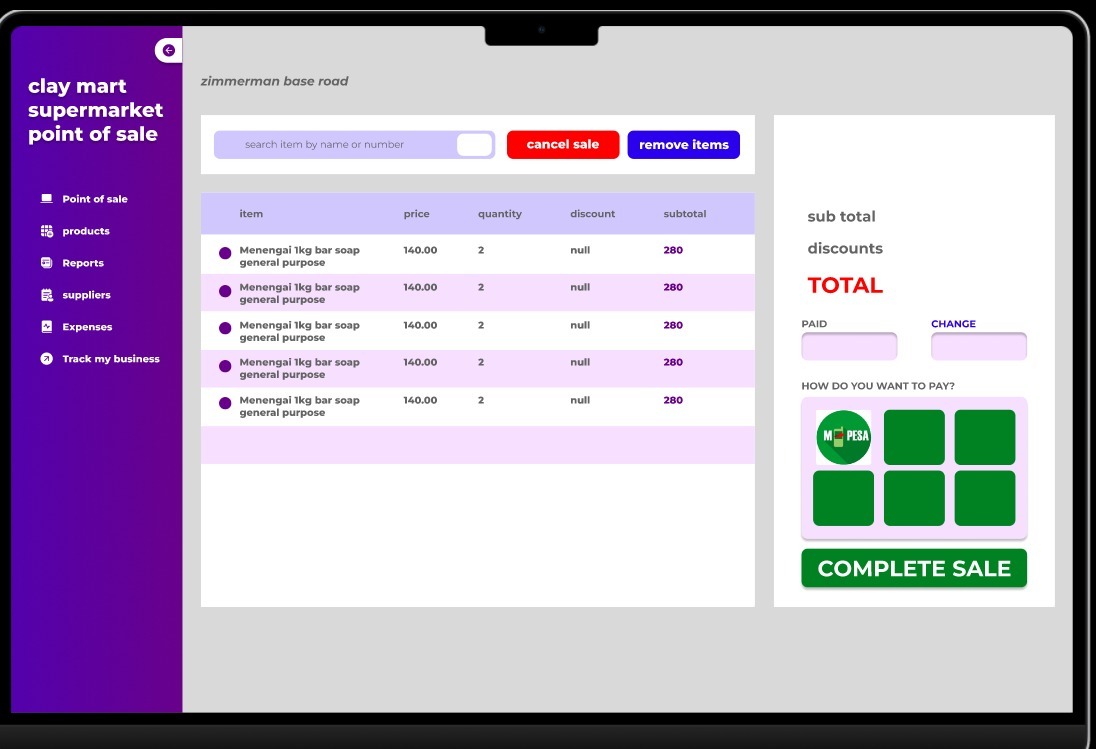 clay mart
supermarket
point of sale
Point of sale
products
Reports
suppliers
Expenses
Track my business
zimmerman base road
search item by name or number
cancel sale
remove items
item price quantity discount subtotal
Menengai 1kg bar soap 140.00 2 null 280
general purpose
Menengai 1kg bar soap 140.00 2 null 280
general purpose
Menengai 1kg bar soap 140.00 2 null 280
general purpose
Menengai 1kg bar soap 140.00 2 null 280
general purpose
Menengai 1kg bar soap 140.00 2 null 280
general purpose
sub total
discounts
TOTAL
PAID CHANGE
HOW DO YOU WANT TO PAY?
M PESA
COMPLETE SALE